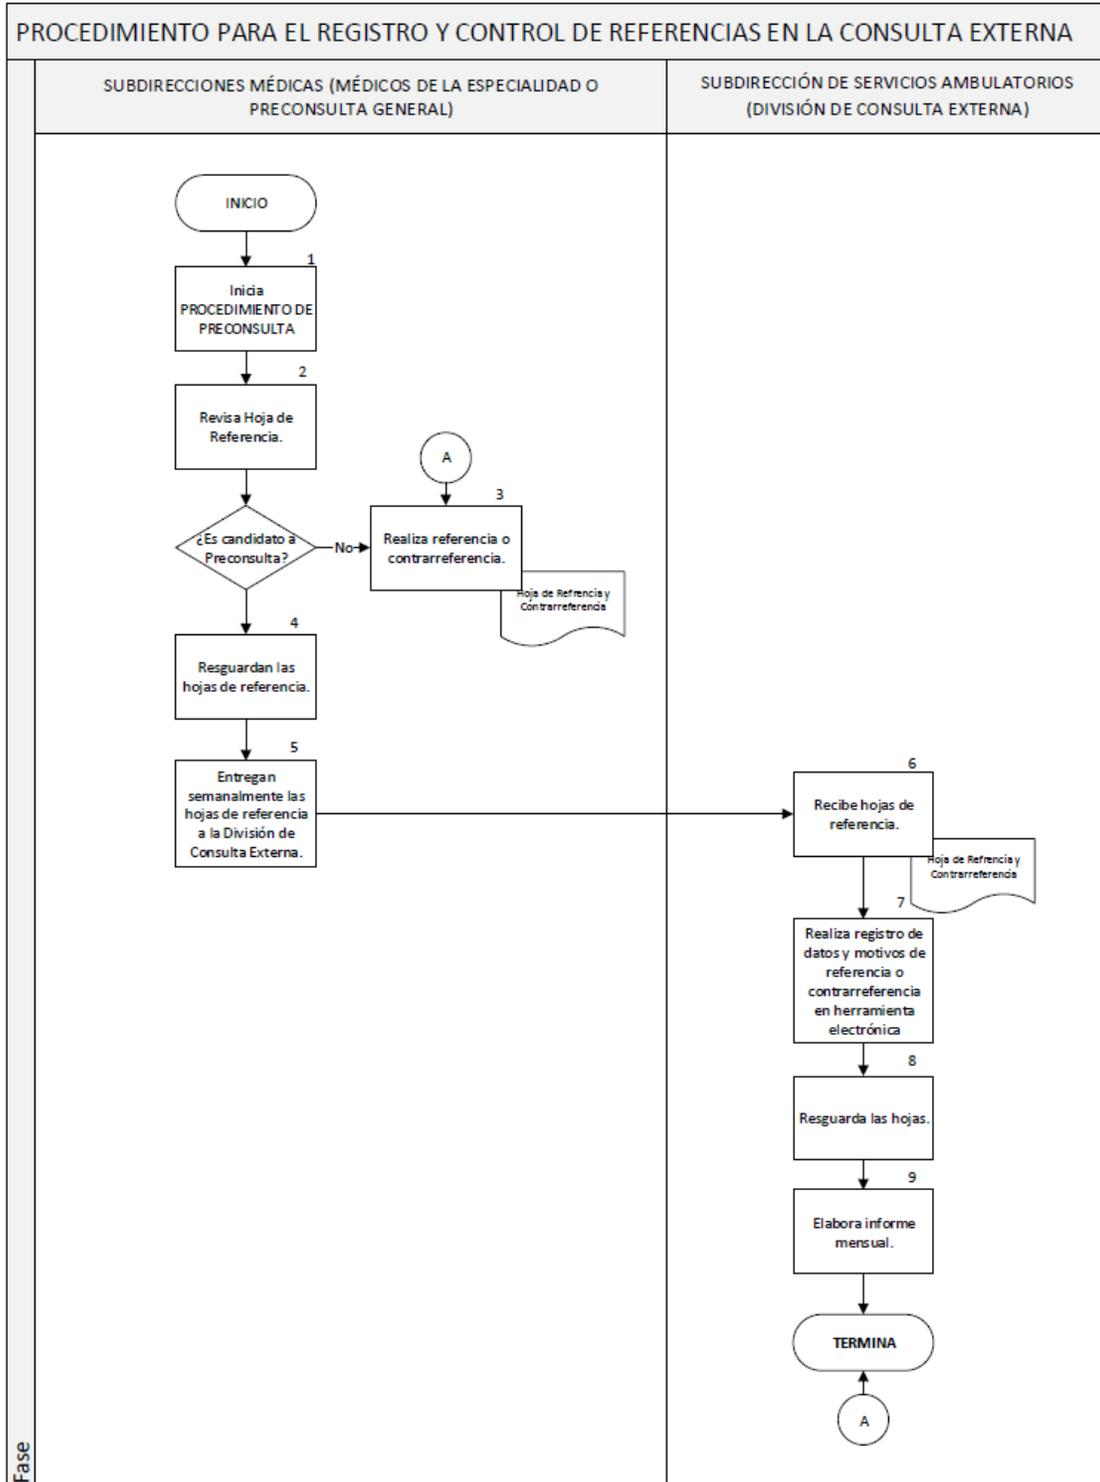 PROCEDIMIENTO PARA EL REGISTRO Y CONTROL DE REFERENCIAS EN LA CONSULTA EXTERNA
SUBDIRECCIONES MÉDICAS (MÉDICOS DE LA ESPECIALIDAD O
PRECONSULTA GENERAL)
SUBDIRECCIÓN DE SERVICIOS AMBULATORIOS
(DIVISIÓN DE CONSULTA EXTERNA)
INICIO
1
Inicia
PROCEDIMIENTO DE
PRECONSULTA
2
Revisa Hoja de
Referencia.
¿Es candidato a
Preconsulta?
No
A
3
Realiza referencia o
contrarreferencia.
Hoja de Refrencia y
Contrarreferencia
4
Resguardan las
hojas de referencia.
5
Entregan
semanalmente las
hojas de referencia
a la División de
Consulta Externa.
6
Recibe hojas de
referencia.
Hoja de Refrencia y
Contrarreferencia
7
Realiza registro de
datos y motivos de
referencia o
contrarreferencia
en herramienta
electrónica
8
Resguarda las hojas.
9
Elabora informe
mensual.
TERMINA
A
Fase